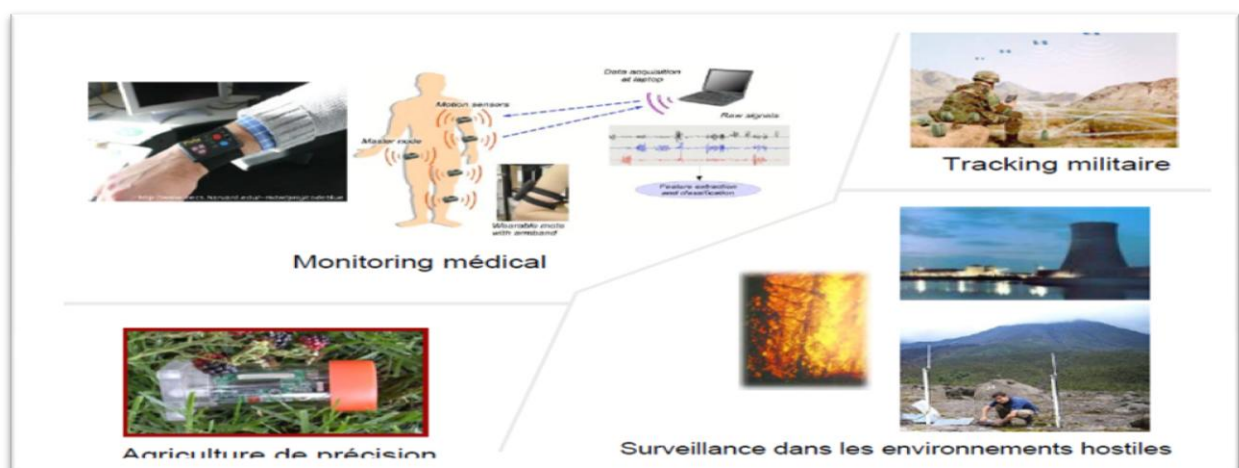 Data acquisition
at laptop
Motion sensors
Raw signals
Master node
Feature extraction
and classification
Wearable mote
with armband
Monitoring médical
Tracking militaire
Agriculture de précision
Surveillance dans les environnements hostiles